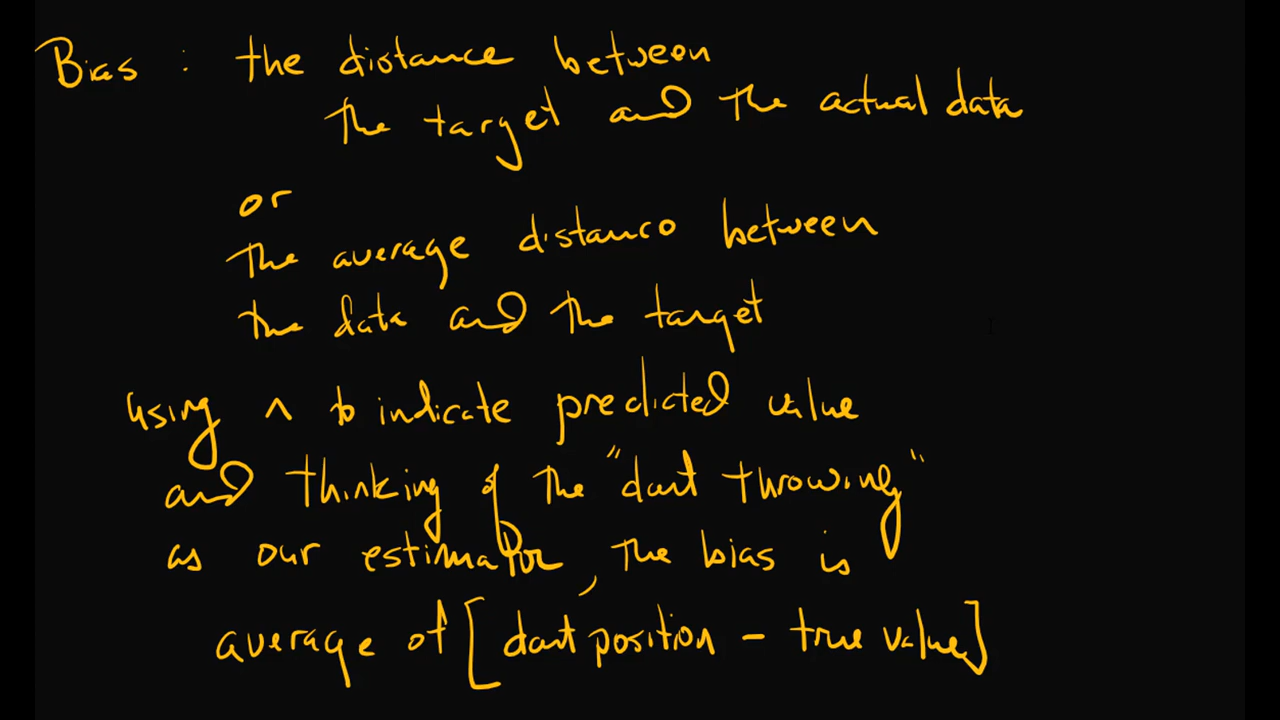 Bias : the distance between
the target and the actual data
or
the average distance between
the data and the target
using ^ to indicate predicted value
and thinking of the "dart throwing"
as our estimator, the bias is
average of [dart position - true value]